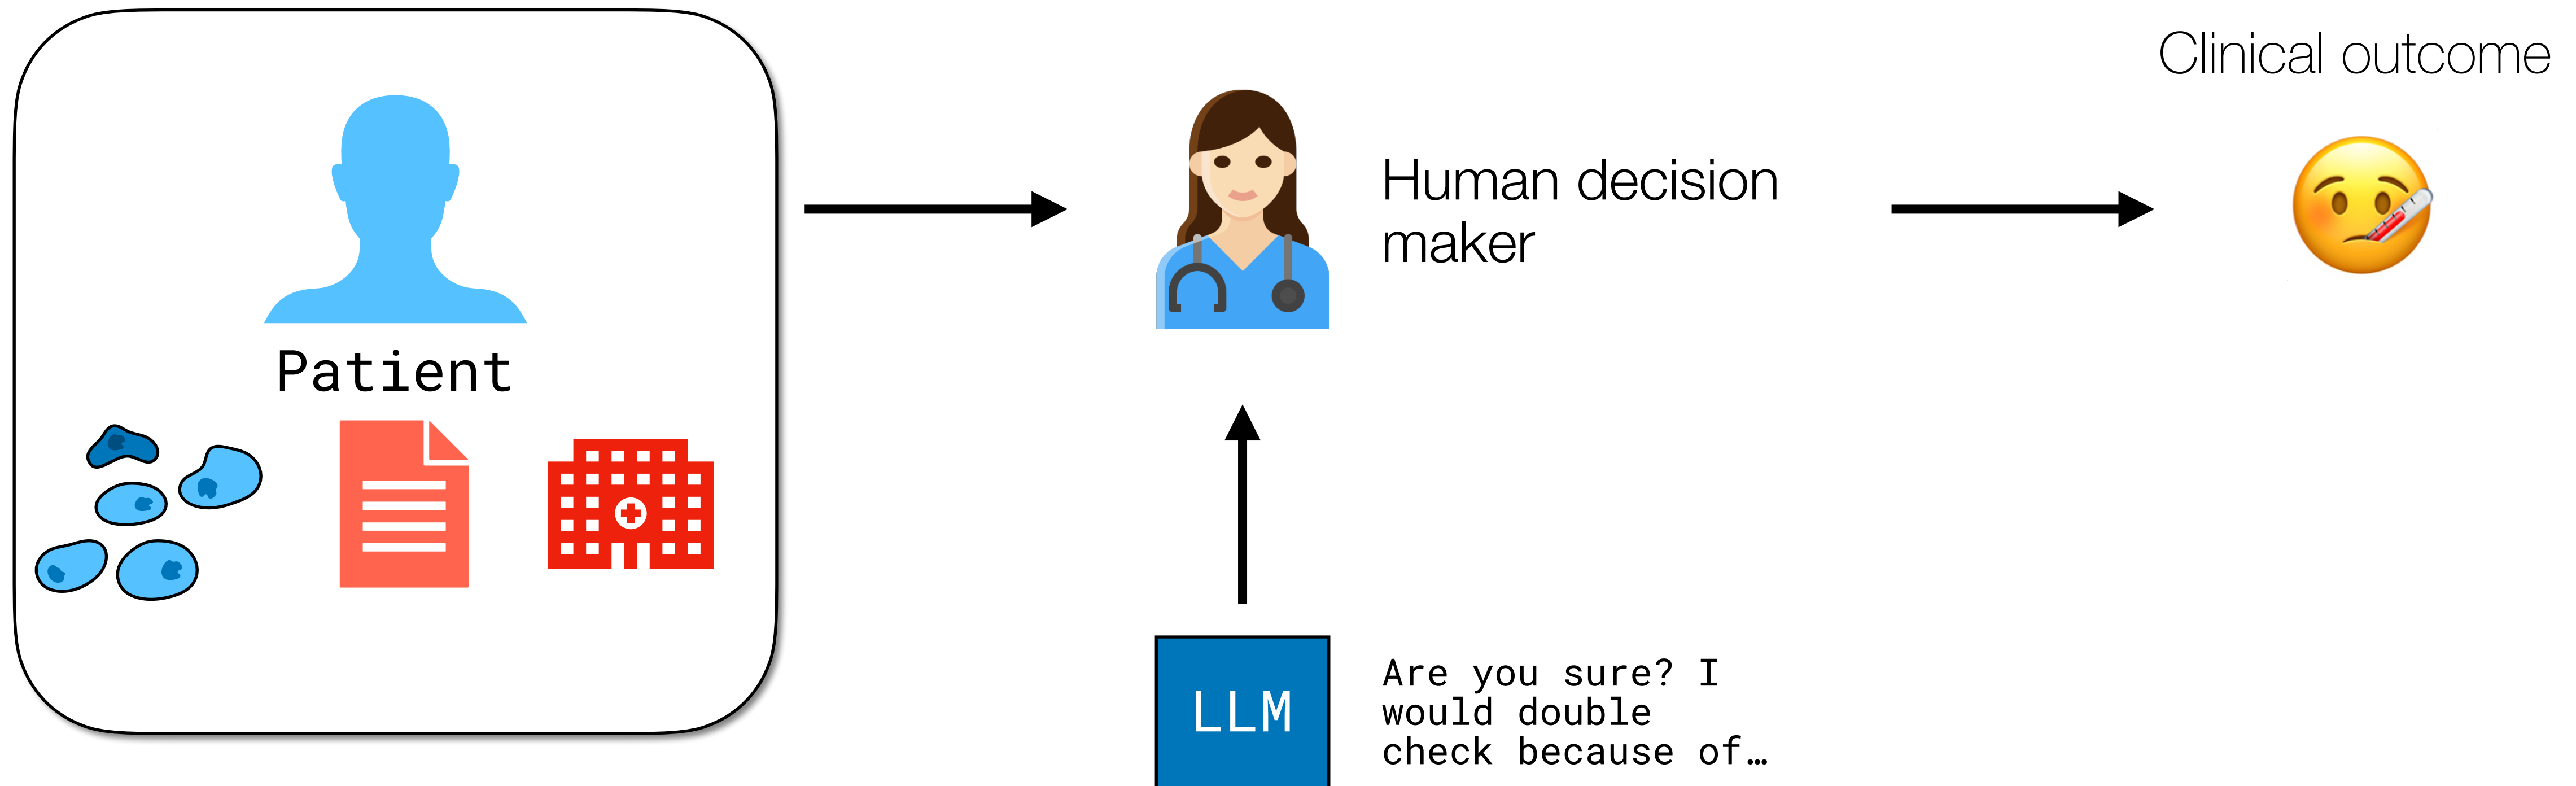 Clinical outcome
Human decision
maker
Patient
LLM
Are you sure? I
would double
check because of…